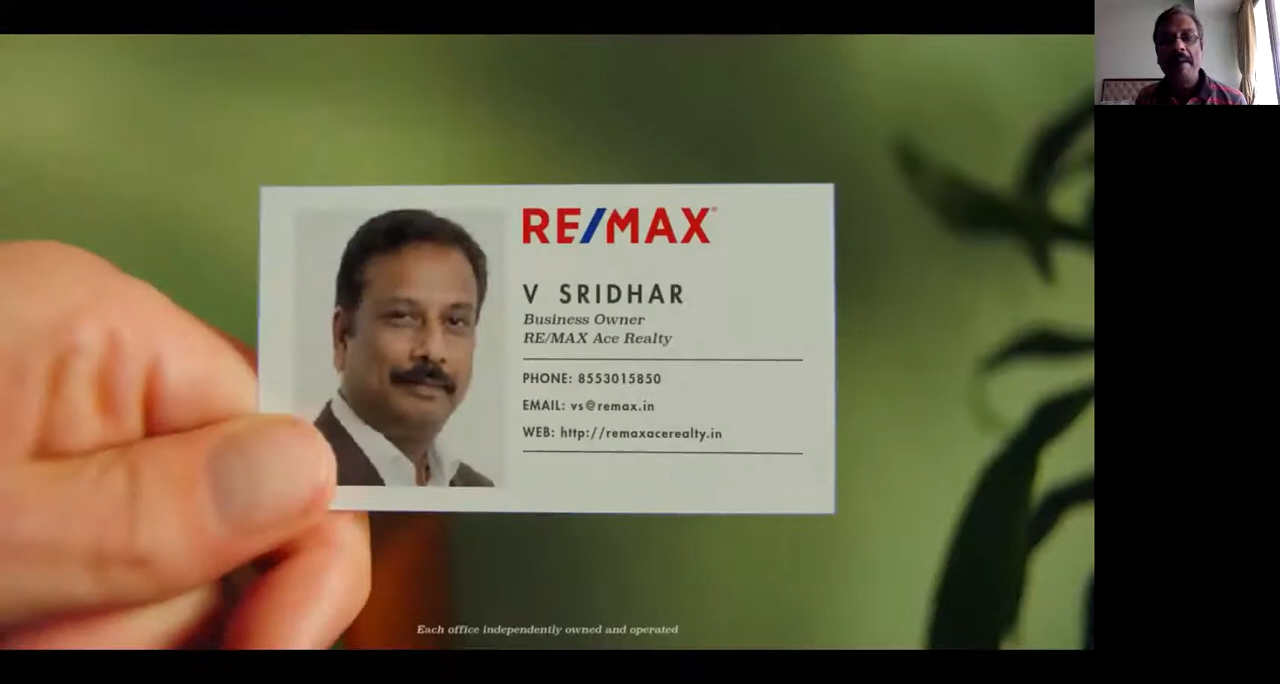 RE/MAX®
V SRIDHAR
Business Owner
RE/MAX Ace Realty
PHONE: 8553015850
EMAIL: vs@remax.in
WEB: http://remaxacerealty.in
Each office independently owned and operated